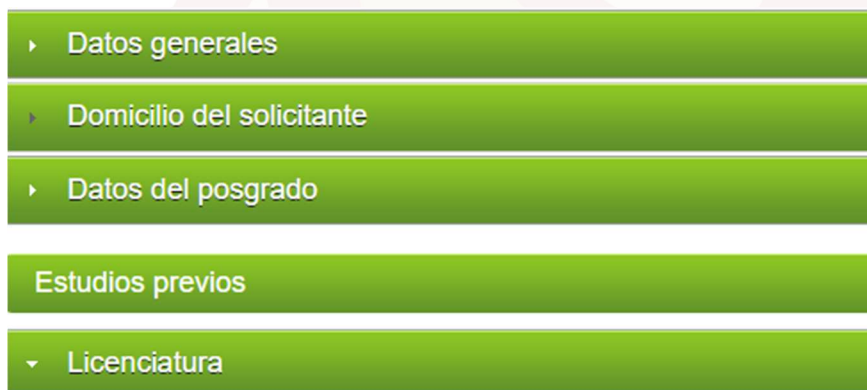 Datos generales
Domicilio del solicitante
Datos del posgrado
Estudios previos
Licenciatura